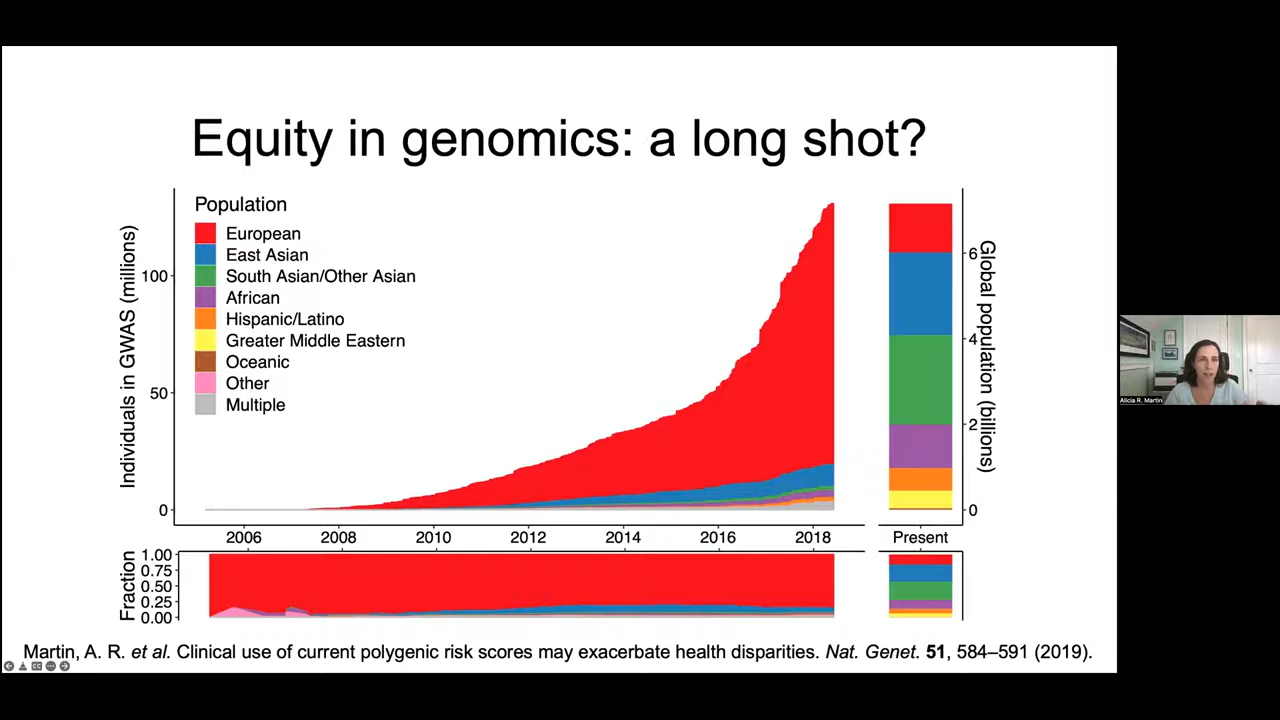 Equity in genomics: a long shot?
Population
European
East Asian
South Asian/Other Asian
African
Hispanic/Latino
Greater Middle Eastern
Oceanic
Other
Multiple
Individuals in GWAS (millions)
100
50
0
2006 2008 2010 2012 2014 2016 2018
Global population (billions)
6
4
2
0
Present
Fraction
1.00
0.75
0.50
0.25
0.00
Martin, A. R. et al. Clinical use of current polygenic risk scores may exacerbate health disparities. Nat. Genet. 51, 584–591 (2019).
Alicia R. Martin